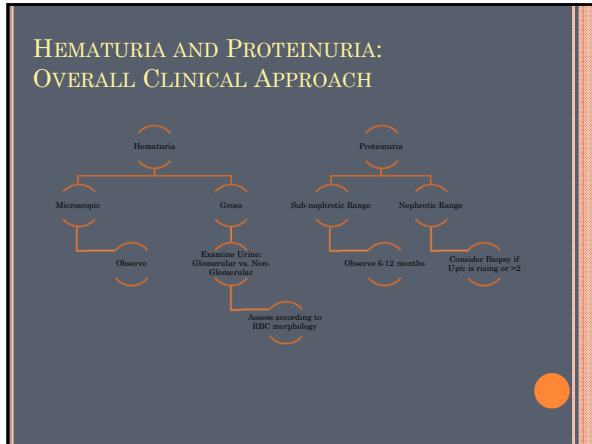 HEMATURIA AND PROTEINURIA:
OVERALL CLINICAL APPROACH
Hematuria
Proteinuria
Microscopic
Gross
Sub-nephrotic Range
Nephrotic Range
Observe
Examine Urine:
Glomerular vs. Non-
Glomerular
Observe 6-12 months
Consider Biopsy if
Up/c is rising or >2
Assess according to
RBC morphology